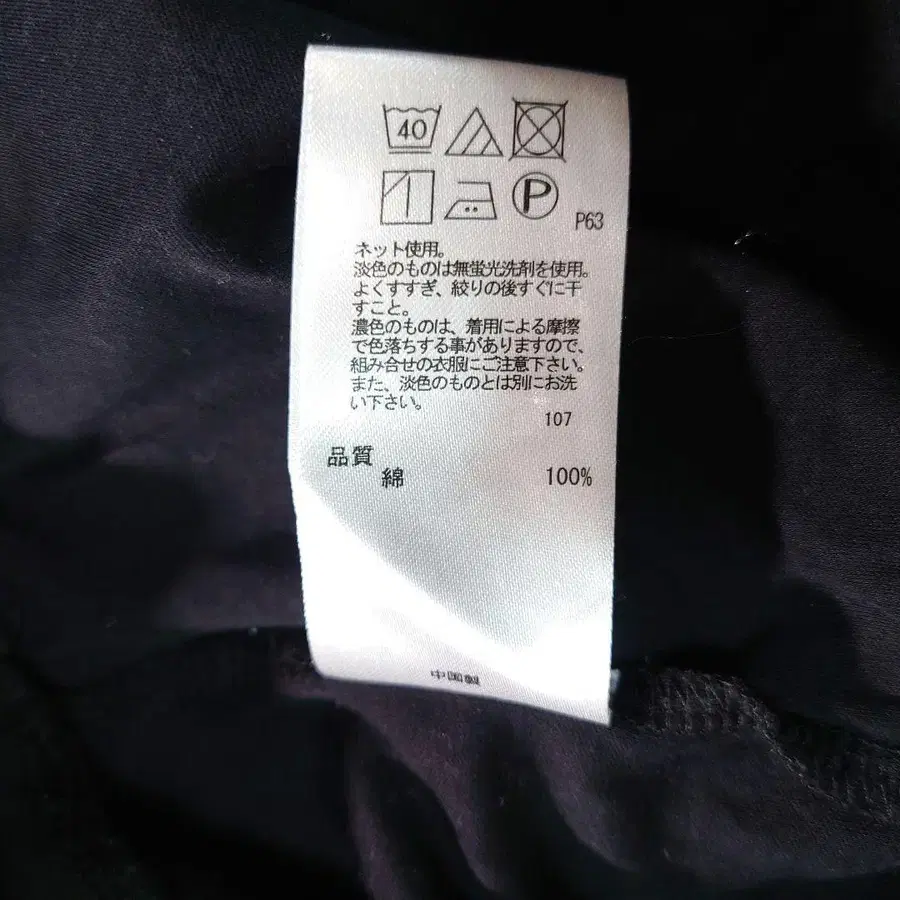 40
P
P63
ネット使用。
淡色のものは無蛍光洗剤を使用。
よくすすぎ、絞りの後すぐに干
すこと。
濃色のものは、着用による摩擦
で色落ちする事がありますので、
組み合せの衣服にご注意下さい。
また、淡色のものとは別にお洗
い下さい。
107
品質
綿 100%
中国製